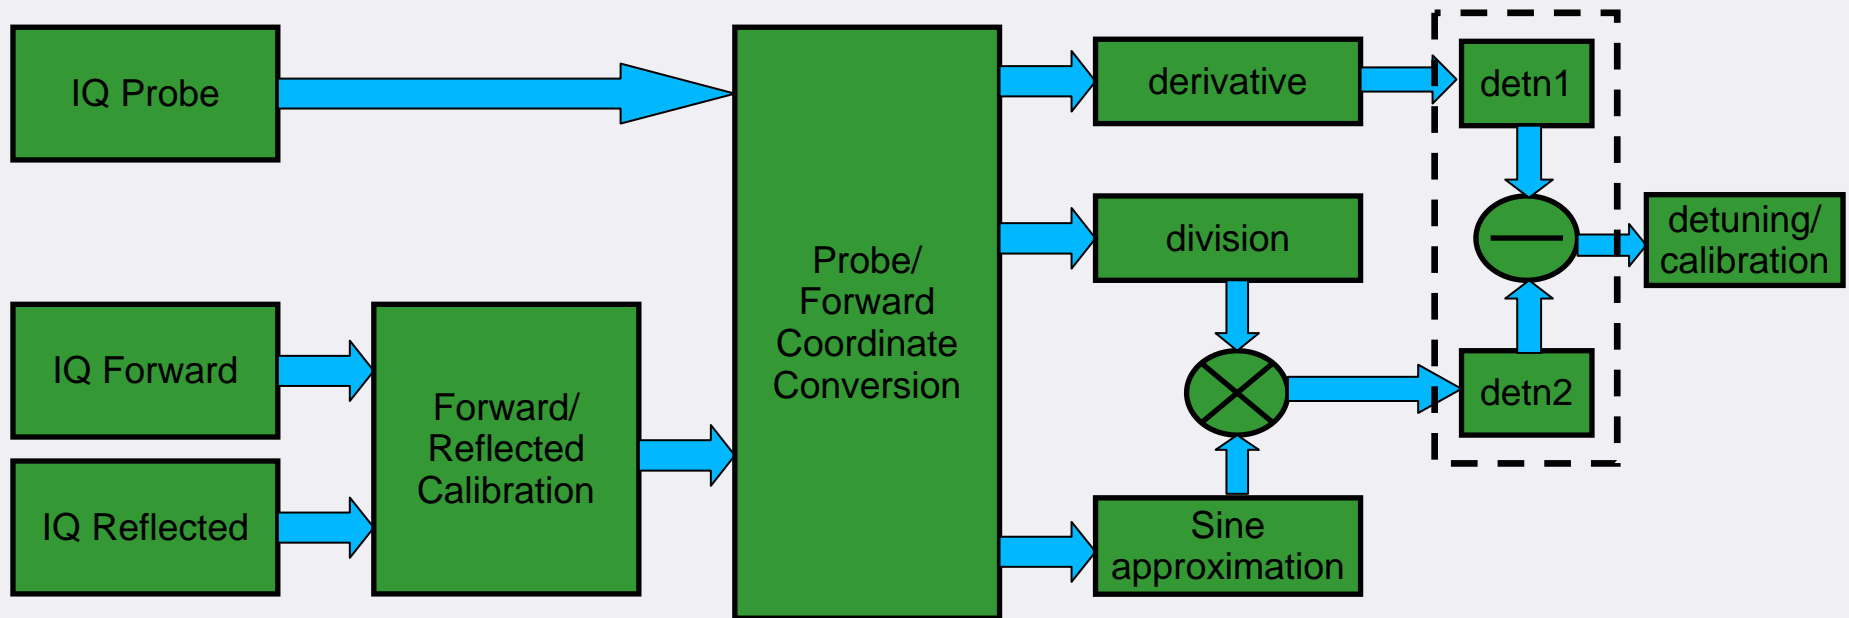 IQ Probe
IQ Forward
IQ Reflected
Forward/
Reflected
Calibration
Probe/
Forward
Coordinate
Conversion
derivative
division
Sine
approximation
detn1
detn2
detuning/
calibration